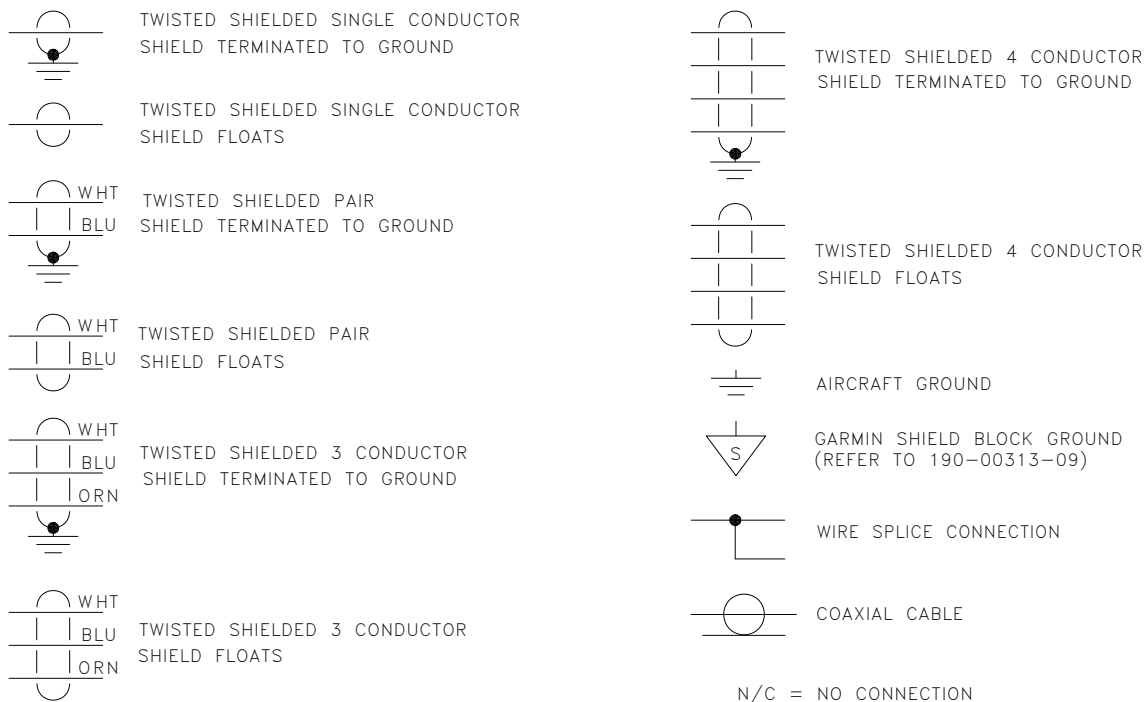 TWISTED SHIELDED SINGLE CONDUCTOR
SHIELD TERMINATED TO GROUND
TWISTED SHIELDED SINGLE CONDUCTOR
SHIELD FLOATS
WHT
BLU
TWISTED SHIELDED PAIR
SHIELD TERMINATED TO GROUND
WHT
BLU
TWISTED SHIELDED PAIR
SHIELD FLOATS
WHT
BLU
ORN
TWISTED SHIELDED 3 CONDUCTOR
SHIELD TERMINATED TO GROUND
WHT
BLU
ORN
TWISTED SHIELDED 3 CONDUCTOR
SHIELD FLOATS
TWISTED SHIELDED 4 CONDUCTOR
SHIELD TERMINATED TO GROUND
TWISTED SHIELDED 4 CONDUCTOR
SHIELD FLOATS
AIRCRAFT GROUND
S
GARMIN SHIELD BLOCK GROUND
(REFER TO 190-00313-09)
WIRE SPLICE CONNECTION
COAXIAL CABLE
N/C = NO CONNECTION